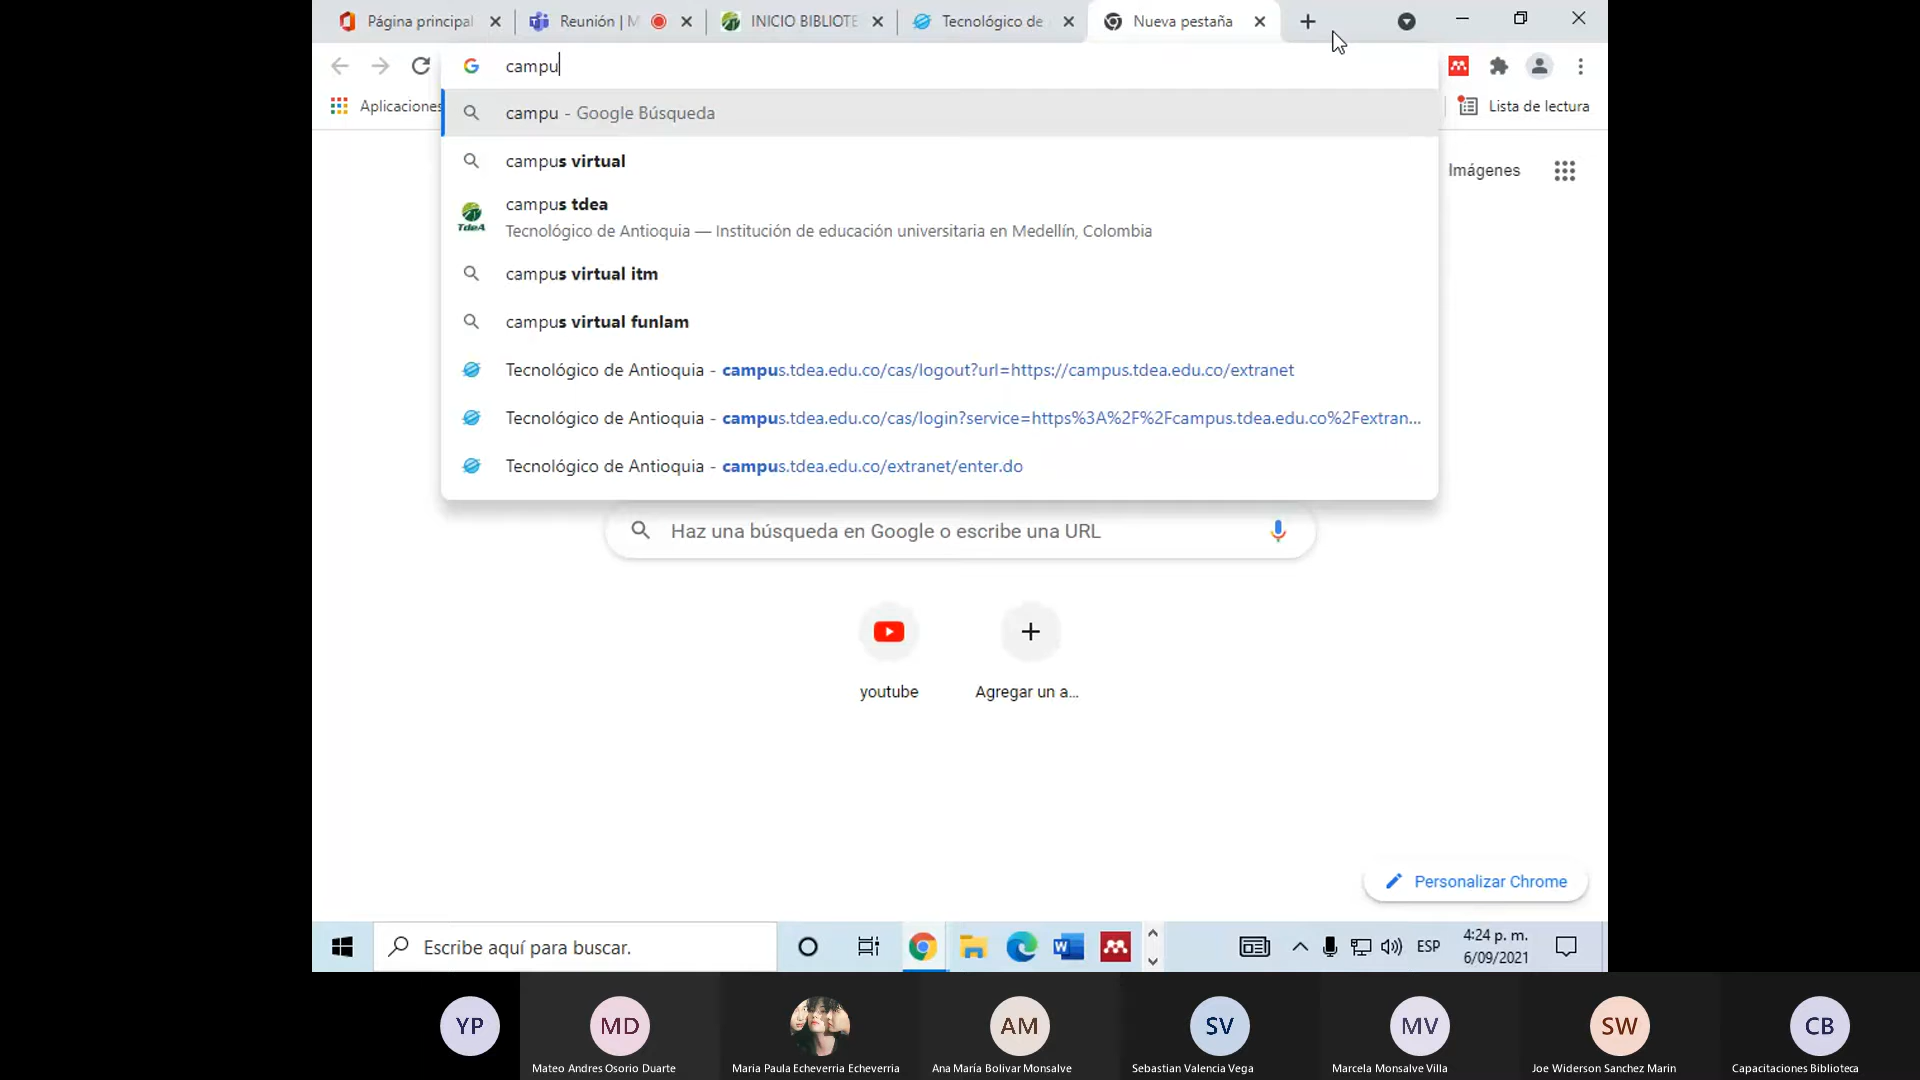 Página principal
Reunión | M
INICIO BIBLIOTE
Tecnológico de
Nueva pestaña
campu
Aplicaciones
Lista de lectura
campu - Google Búsqueda
campus virtual
Imágenes
campus tdea
TdeA
Tecnológico de Antioquia — Institución de educación universitaria en Medellín, Colombia
campus virtual itm
campus virtual funlam
Tecnológico de Antioquia - campus.tdea.edu.co/cas/logout?url=https://campus.tdea.edu.co/extranet
Tecnológico de Antioquia - campus.tdea.edu.co/cas/login?service=https%3A%2F%2Fcampus.tdea.edu.co%2Fextran...
Tecnológico de Antioquia - campus.tdea.edu.co/extranet/enter.do
Haz una búsqueda en Google o escribe una URL
youtube
Agregar un a...
Personalizar Chrome
Escribe aquí para buscar.
ESP
4:24 p. m.
6/09/2021
YP
MD
AM
SV
MV
SW
CB
Mateo Andres Osorio Duarte
Maria Paula Echeverria Echeverria
Ana María Bolivar Monsalve
Sebastian Valencia Vega
Marcela Monsalve Villa
Joe Widerson Sanchez Marin
Capacitaciones Biblioteca